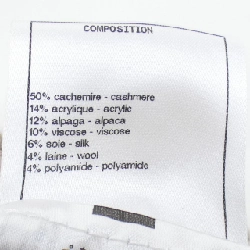 COMPOSITION
50% cachemire - cashmere
14% acrylique - acrylic
12% alpaga - alpaca
10% viscose - viscose
6% soie - silk
4% laine - wool
4% polyamide - polyamide